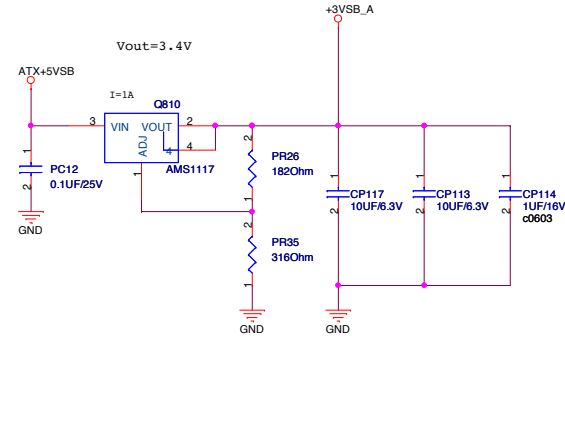 +3VSB_A
Vout=3.4V
ATX+5VSB
I=1A
Q810
3
VIN
VOUT
2
ADJ
4
4
AMS1117
1
1
PC12
0.1UF/25V
2
GND
2
PR26
182Ohm
1
2
PR35
316Ohm
1
GND
1
CP117
10UF/6.3V
2
1
CP113
10UF/6.3V
2
1
CP114
1UF/16V
c0603
2
GND